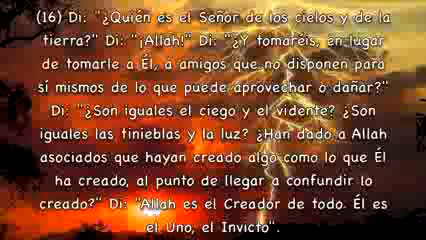 (16) Di: "¿Quién es el Señor de los cielos y de la
tierra?" Di: "¡Allah!" Di: "¿Y tomaréis, en lugar
de tomarle a Él, a amigos que no disponen para
sí mismos de lo que puede aprovechar o dañar?"
Di: "¿Son iguales el ciego y el vidente? ¿Son
iguales las tinieblas y la luz? ¿Han dado a Allah
asociados que hayan creado algo como lo que Él
ha creado, al punto de llegar a confundir lo
creado?" Di: "Allah es el Creador de todo. Él es
el Uno, el Invicto".